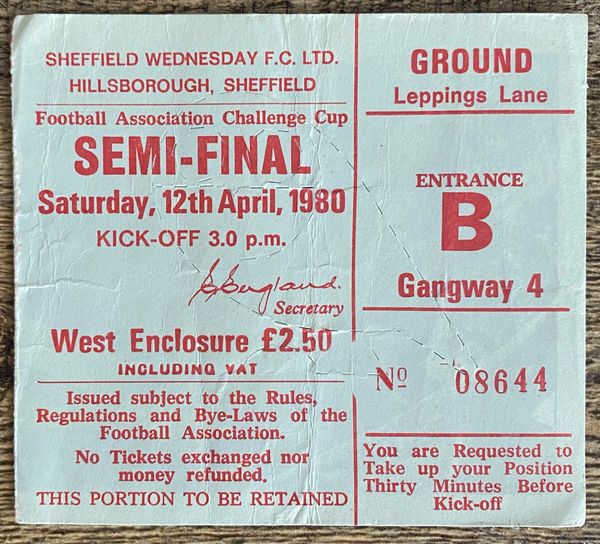 SHEFFIELD WEDNESDAY F.C. LTD.
HILLSBOROUGH, SHEFFIELD
Football Association Challenge Cup
SEMI-FINAL
Saturday, 12th April, 1980
KICK-OFF 3.0 p.m.
England.
Secretary
West Enclosure £2.50
INCLUDING VAT
Issued subject to the Rules,
Regulations and Bye-Laws of the
Football Association.
No Tickets exchanged nor
money refunded.
THIS PORTION TO BE RETAINED
GROUND
Leppings Lane
ENTRANCE
B
Gangway 4
Nº 08644
You are Requested to
Take up your Position
Thirty Minutes Before
Kick-off